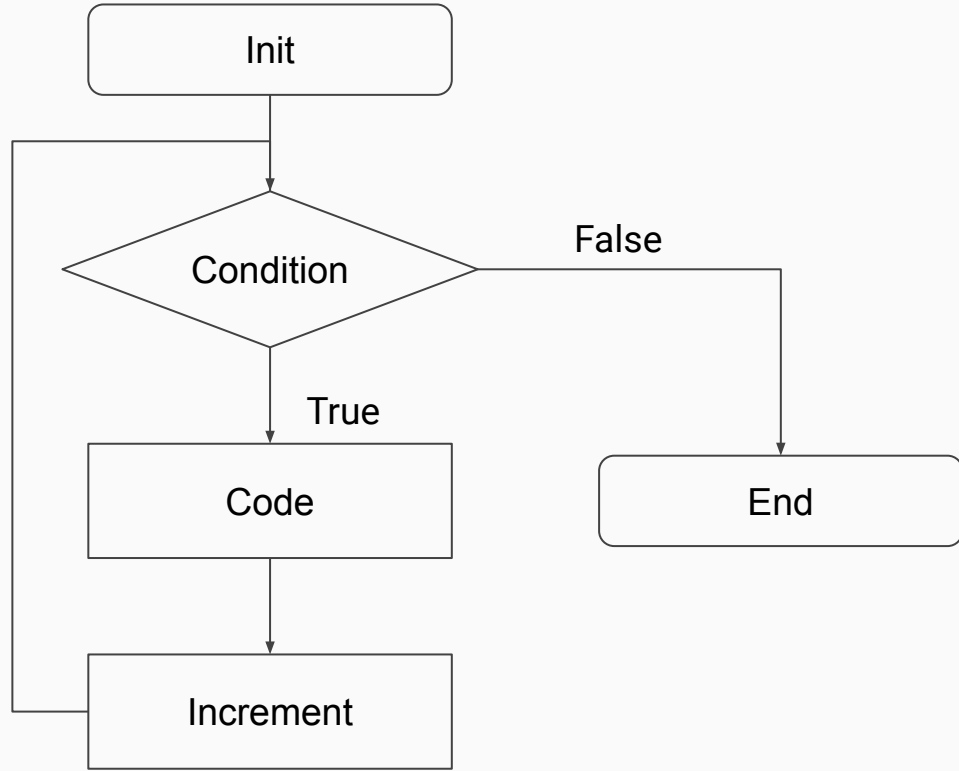 Init
Condition
False
True
Code
End
Increment